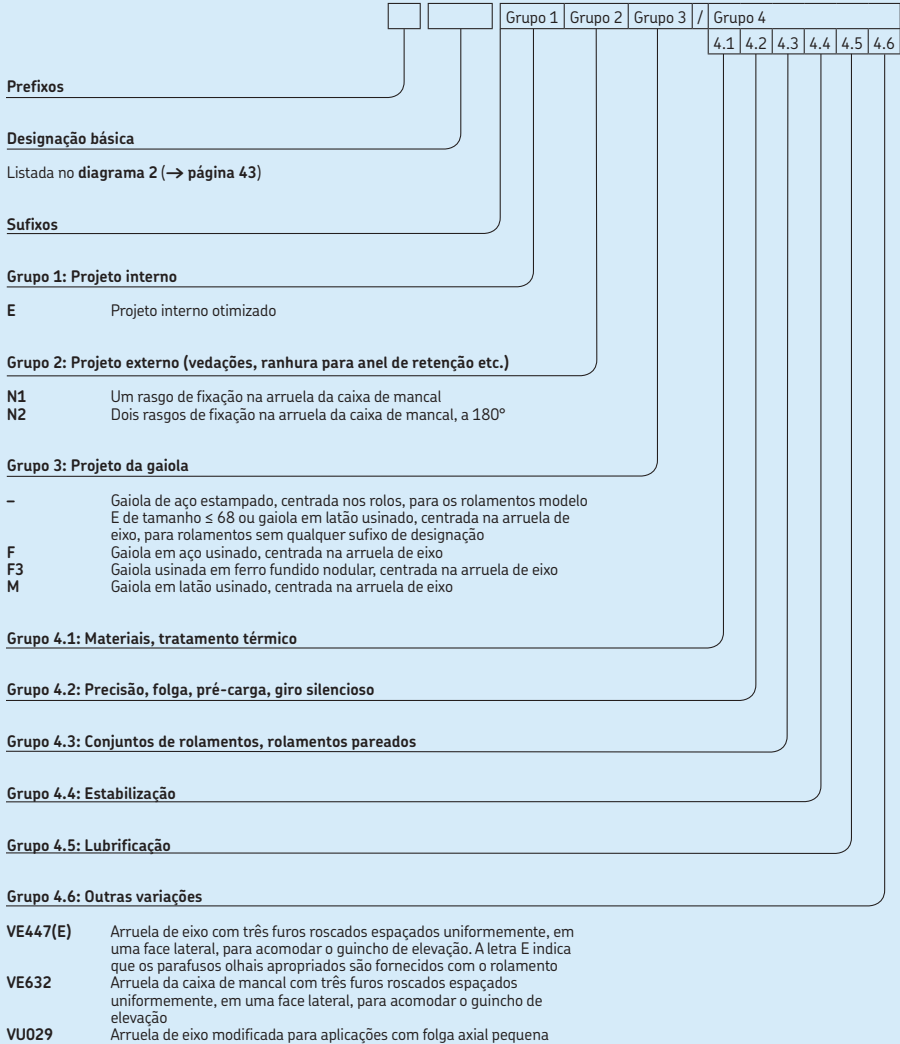 Grupo 1 Grupo 2 Grupo 3 / Grupo 4
4.1 4.2 4.3 4.4 4.5 4.6
Prefixos
Designação básica
Listada no diagrama 2 (→ página 43)
Sufixos
Grupo 1: Projeto interno
E Projeto interno otimizado
Grupo 2: Projeto externo (vedações, ranhura para anel de retenção etc.)
N1 Um rasgo de fixação na arruela da caixa de mancal
N2 Dois rasgos de fixação na arruela da caixa de mancal, a 180°
Grupo 3: Projeto da gaiola
– Gaiola de aço estampado, centrada nos rolos, para os rolamentos modelo
E de tamanho ≤ 68 ou gaiola em latão usinado, centrada na arruela de
eixo, para rolamentos sem qualquer sufixo de designação
F Gaiola em aço usinado, centrada na arruela de eixo
F3 Gaiola usinada em ferro fundido nodular, centrada na arruela de eixo
M Gaiola em latão usinado, centrada na arruela de eixo
Grupo 4.1: Materiais, tratamento térmico
Grupo 4.2: Precisão, folga, pré-carga, giro silencioso
Grupo 4.3: Conjuntos de rolamentos, rolamentos pareados
Grupo 4.4: Estabilização
Grupo 4.5: Lubrificação
Grupo 4.6: Outras variações
VE447(E) Arruela de eixo com três furos roscados espaçados uniformemente, em
uma face lateral, para acomodar o guincho de elevação. A letra E indica
que os parafusos olhais apropriados são fornecidos com o rolamento
VE632 Arruela da caixa de mancal com três furos roscados espaçados
uniformemente, em uma face lateral, para acomodar o guincho de
elevação
VU029 Arruela de eixo modificada para aplicações com folga axial pequena